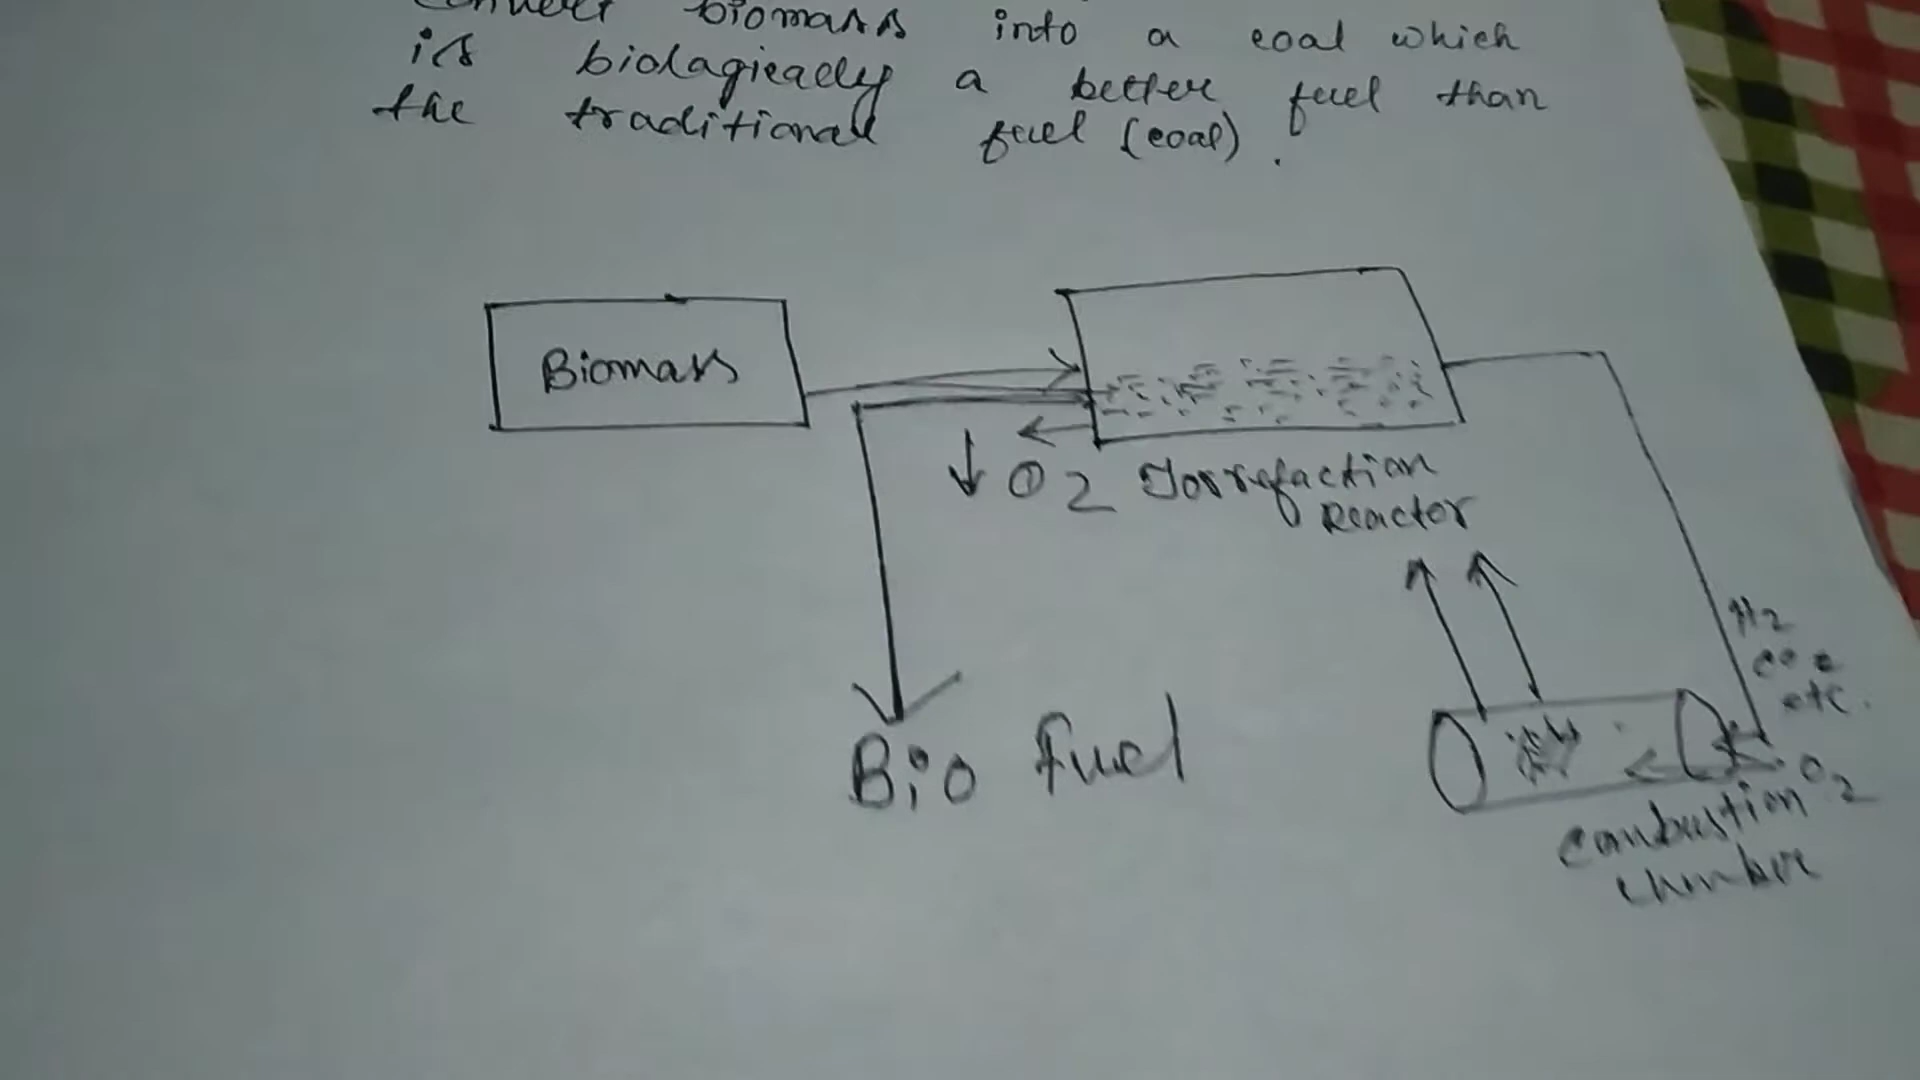 convert biomass into a coal which
is biologically a better fuel than
the traditional fuel (coal).
Biomass
↓ O2
Torrefaction
Reactor
H2
etc.
O2
Bio Fuel
Combustion